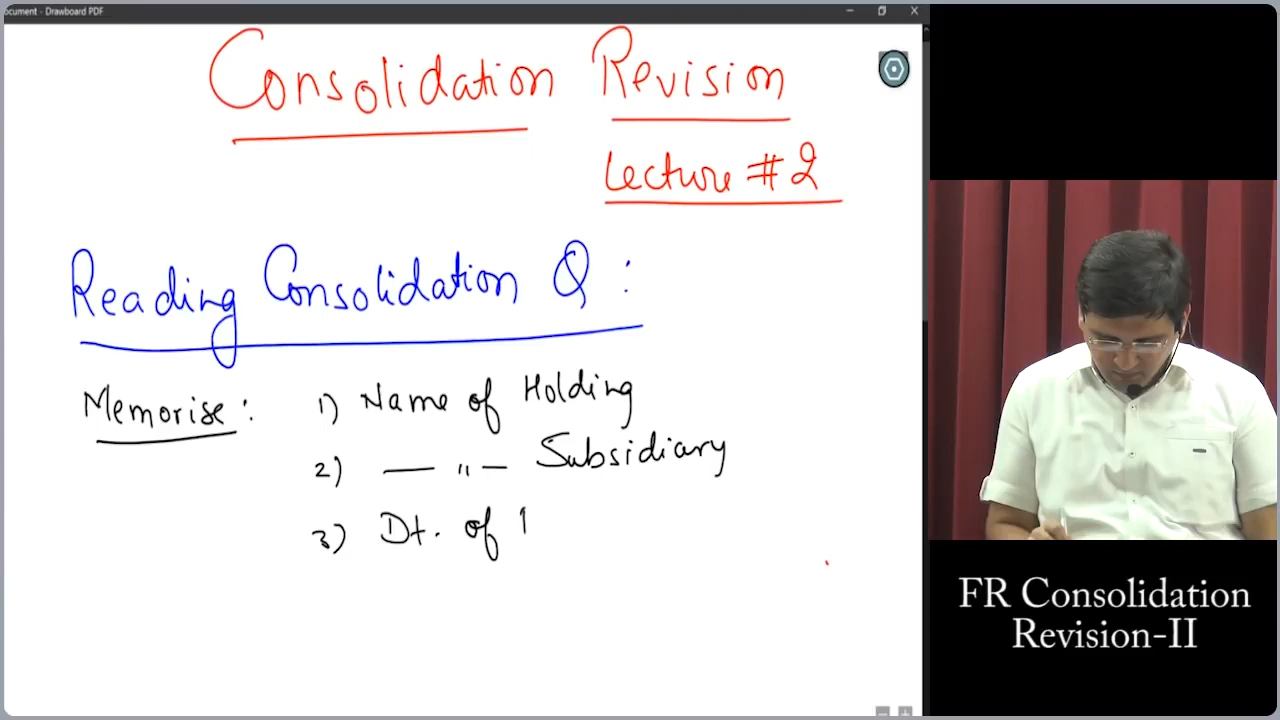 ocument - Drawboard PDF
Consolidation Revision
Lecture #2
Reading Consolidation Q :
Memorise : 1) Name of Holding
2) — " — Subsidiary
3) Dt. of
FR Consolidation
Revision-II